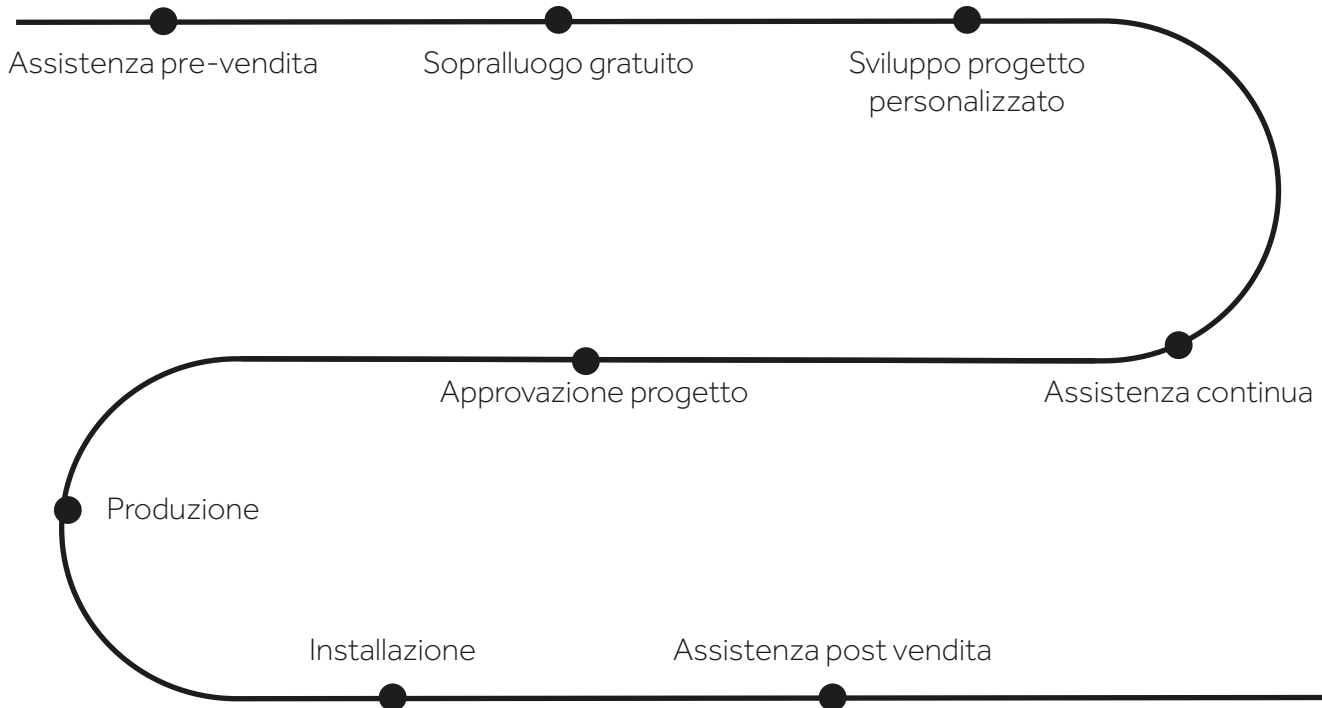 Assistenza pre-vendita
Sopralluogo gratuito
Sviluppo progetto
personalizzato
Assistenza continua
Approvazione progetto
Produzione
Installazione
Assistenza post vendita